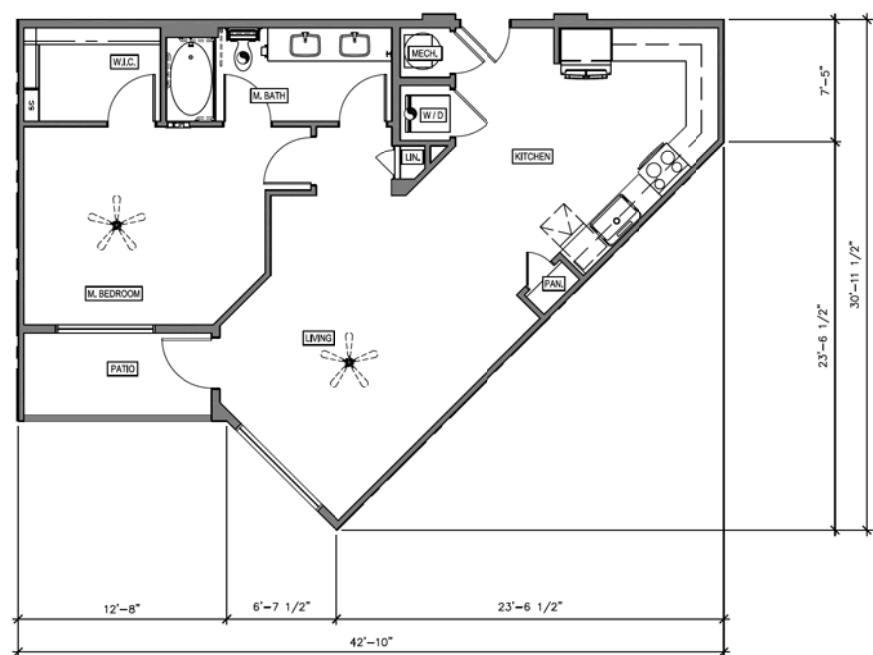 W.I.C.
MECH.
M. BATH
W / D
SS
KITCHEN
LIN.
7'-5"
M. BEDROOM
PAN.
LIVING
PATIO
23'-6 1/2"
30'-11 1/2"
12'-8"
6'-7 1/2"
23'-6 1/2"
42'-10"